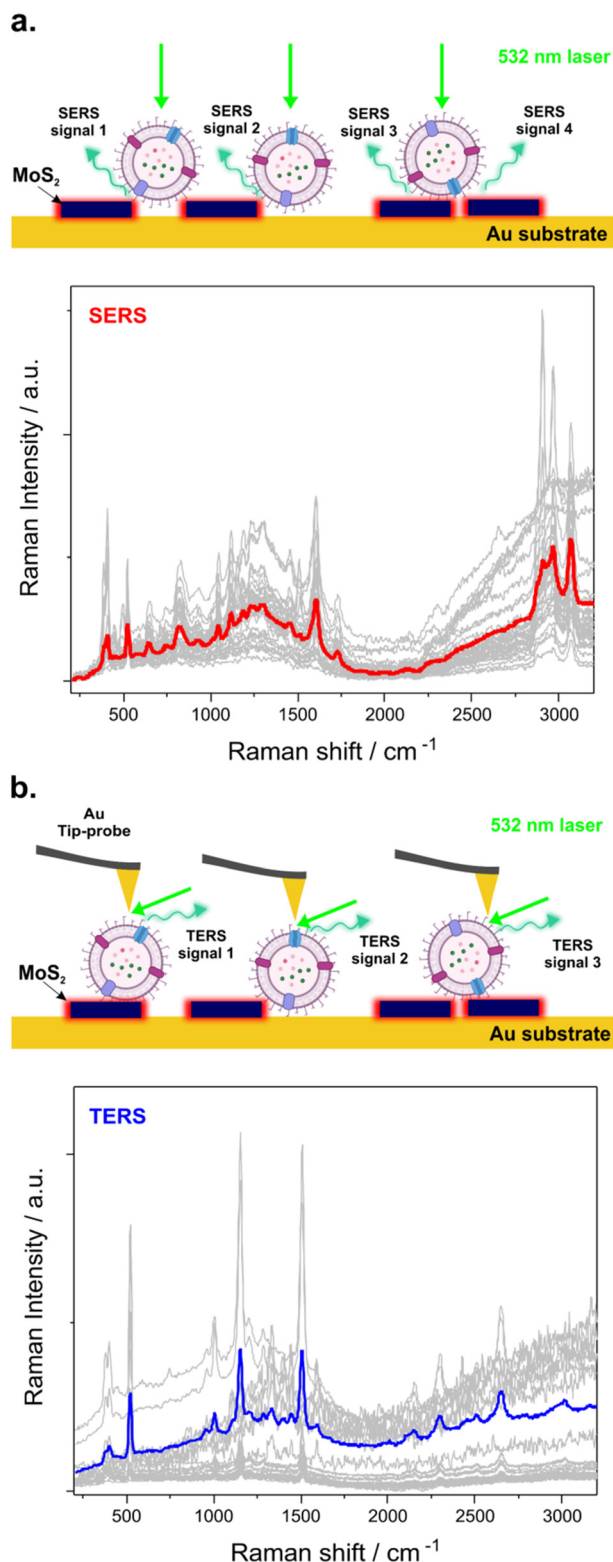 a.
532 nm laser
SERS
signal 1
SERS
signal 2
SERS
signal 3
SERS
signal 4
MoS2
Au substrate
SERS
Raman Intensity / a.u.
500 1000 1500 2000 2500 3000
Raman shift / cm -1
b.
Au
Tip-probe
532 nm laser
TERS
signal 1
TERS
signal 2
TERS
signal 3
MoS2
Au substrate
TERS
Raman Intensity / a.u.
500 1000 1500 2000 2500 3000
Raman shift / cm-1